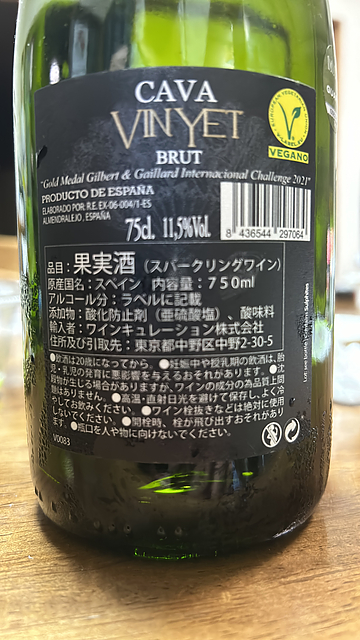 CAVA
VINYET
BRUT
EUROPEAN VEGETARIAN
V
VEGANO
"Gold Medal Gilbert & Gaillard Internacional Challenge 2021"
PRODUCTO DE ESPAÑA
ELABORADO POR: R.E. EX-06-004/1-ES
ALMENDRALEJO . ESPAÑA
75cl. 11,5%Vol.
8 436544 297064
品目:果実酒(スパークリングワイン)
原産国名:スペイン 内容量:750ml
アルコール分:ラベルに記載
添加物:酸化防止剤(亜硫酸塩)、酸味料
輸入者:ワインキュレーション株式会社
住所及び引取先:東京都中野区中野2-30-5
●飲酒は20歳になってから。●妊娠中や授乳期の飲酒は、胎
児・乳児の発育に悪影響を与えるおそれがあります。●沈
殿物が生じる場合がありますが、ワインの成分の為品質上問
題はありません。●高温・直射日光を避けて保存し、よく冷
やしてお飲みください。●ワイン栓抜きなどは絶対に使用
しないでください。●開栓時、栓が飛び出すおそれがあり
ます。●瓶口を人や物に向けないでください。
V0083
Contains Sulphites